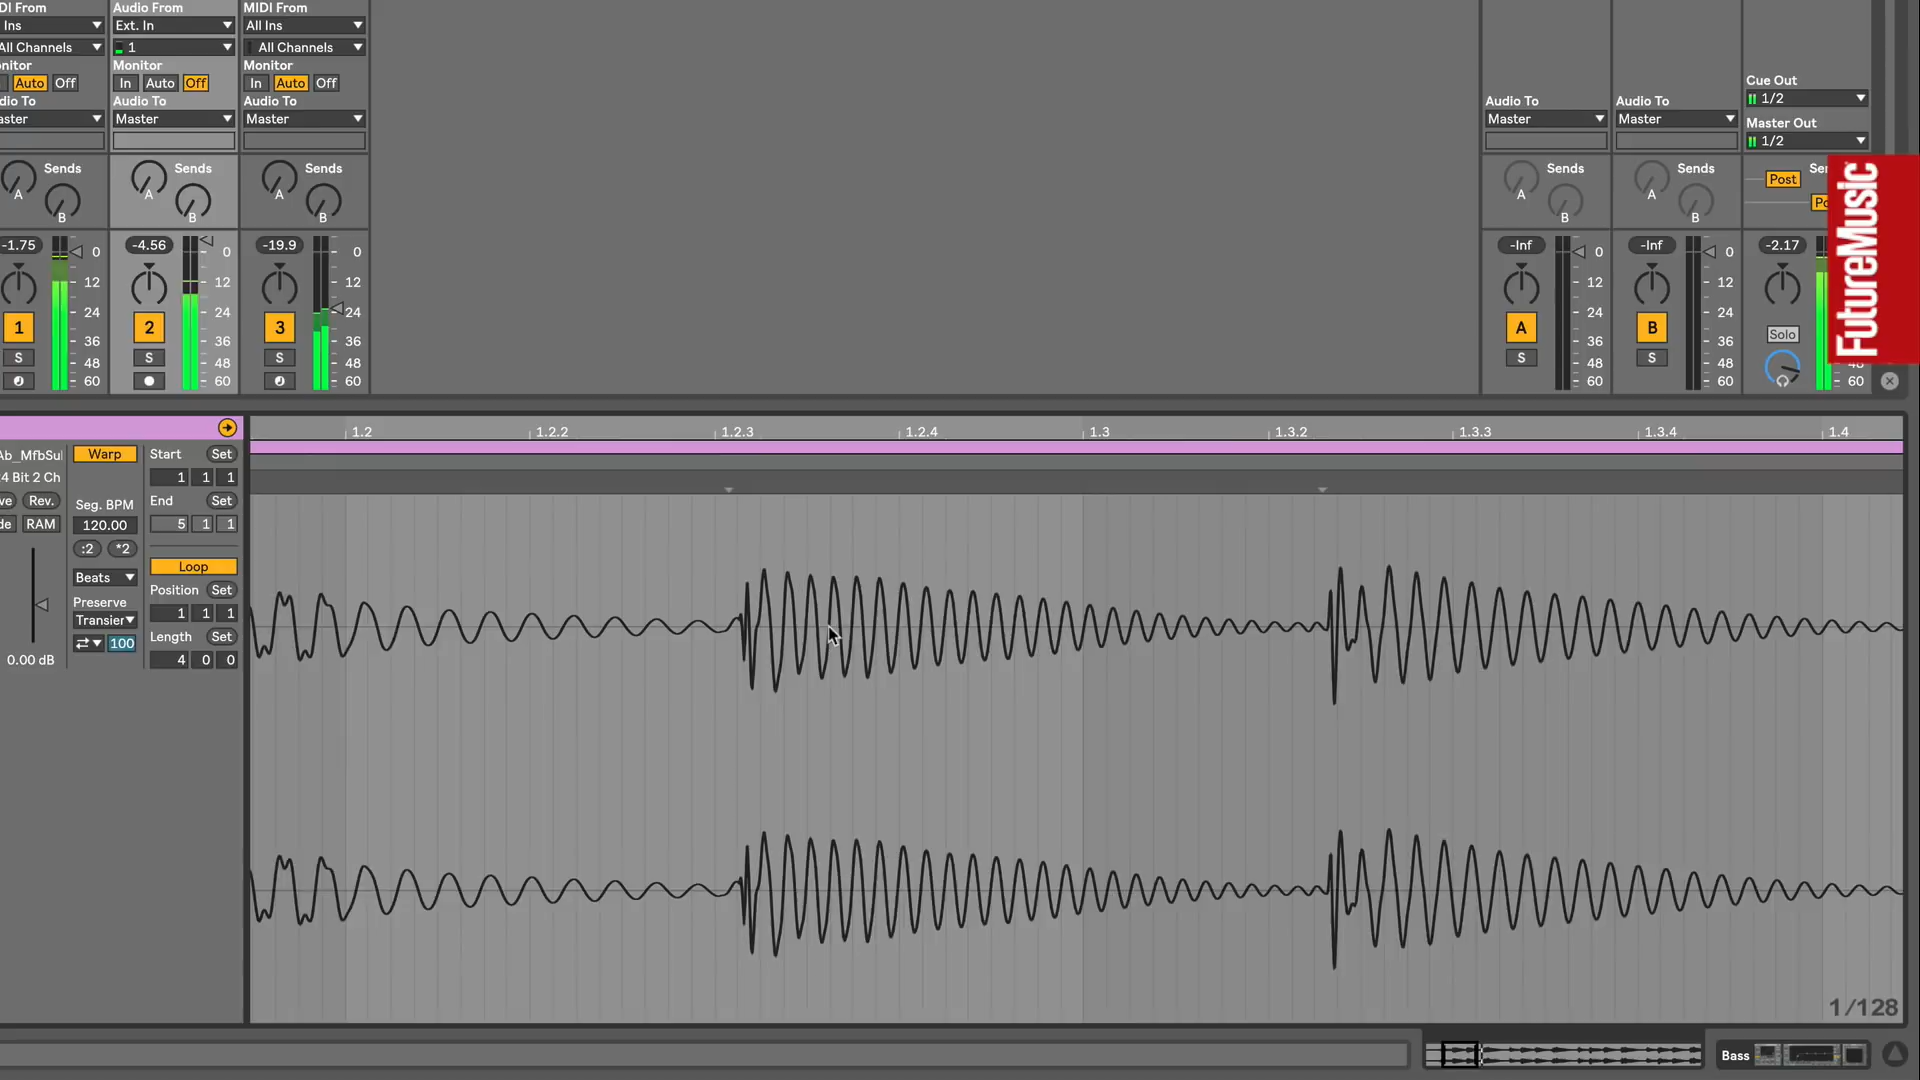 DI From
Audio From
MIDI From
Ins
Ext. In
All Ins
All Channels
1
All Channels
onitor
Monitor
Monitor
Auto Off
In Auto Off
In Auto Off
dio To
Audio To
Audio To
aster
Master
Master
Audio To
Master
Audio To
Master
Cue Out
1/2
Master Out
1/2
Sends
A
B
Sends
A
B
Sends
A
B
Sends
A
B
Sends
A
B
Ser
Post
Po
-1.75
0
12
24
36
48
60
1
S
-4.56
0
12
24
36
48
60
2
S
-19.9
0
12
24
36
48
60
3
S
-Inf
0
12
24
36
48
60
A
S
-Inf
0
12
24
36
48
60
B
S
-2.17
Solo
48
60
FutureMusic
Ab_MfbSu
4 Bit 2 Ch
ve Rev.
de RAM
0.00 dB
Warp
Seg. BPM
120.00
:2 *2
Beats
Preserve
Transier
100
Start Set
1 1 1
End Set
5 1 1
Loop
Position Set
1 1 1
Length Set
4 0 0
1.2 1.2.2 1.2.3 1.2.4 1.3 1.3.2 1.3.3 1.3.4 1.4
1/128
Bass